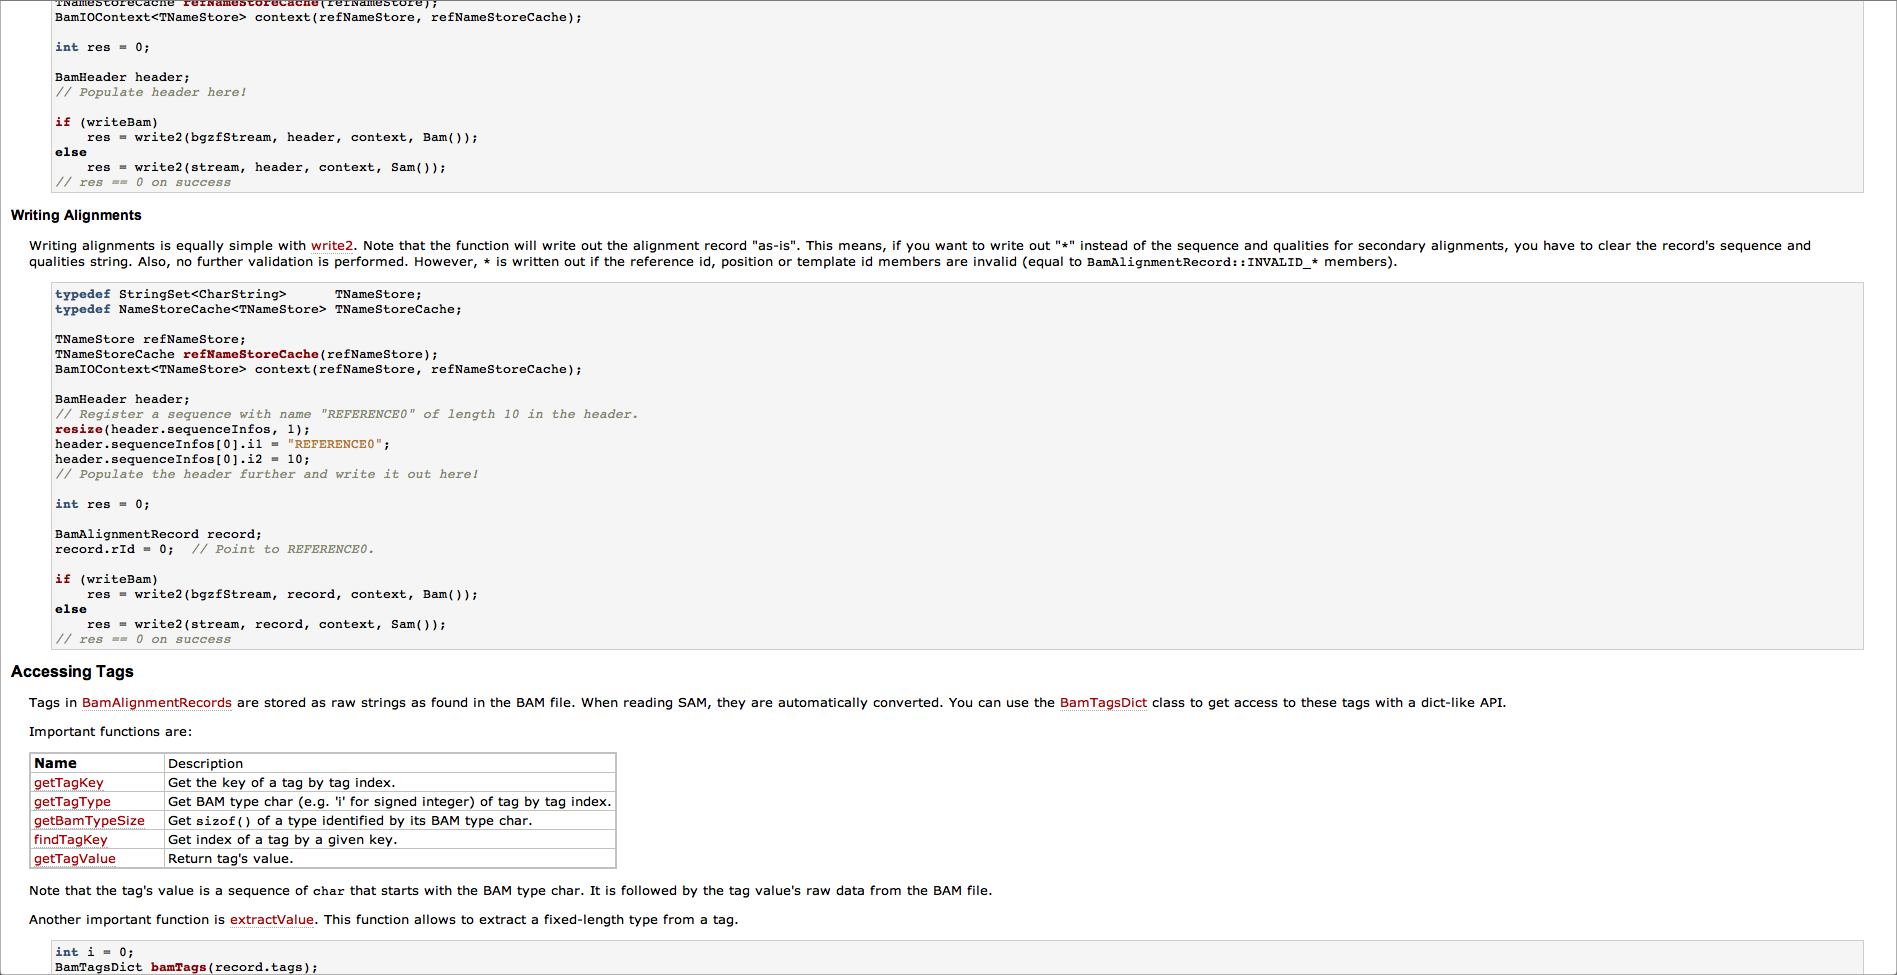 TNameStoreCache refNameStoreCache(refNameStore);
BamIOContext<TNameStore> context(refNameStore, refNameStoreCache);
int res = 0;
BamHeader header;
// Populate header here!
if (writeBam)
    res = write2(bgzfStream, header, context, Bam());
else
    res = write2(stream, header, context, Sam());
// res == 0 on success
Writing Alignments
Writing alignments is equally simple with write2. Note that the function will write out the alignment record "as-is". This means, if you want to write out "*" instead of the sequence and qualities for secondary alignments, you have to clear the record's sequence and
qualities string. Also, no further validation is performed. However, * is written out if the reference id, position or template id members are invalid (equal to BamAlignmentRecord::INVALID_* members).
typedef StringSet<CharString>      TNameStore;
typedef NameStoreCache<TNameStore> TNameStoreCache;
TNameStore refNameStore;
TNameStoreCache refNameStoreCache(refNameStore);
BamIOContext<TNameStore> context(refNameStore, refNameStoreCache);
BamHeader header;
// Register a sequence with name "REFERENCE0" of length 10 in the header.
resize(header.sequenceInfos, 1);
header.sequenceInfos[0].i1 = "REFERENCE0";
header.sequenceInfos[0].i2 = 10;
// Populate the header further and write it out here!
int res = 0;
BamAlignmentRecord record;
record.rId = 0;  // Point to REFERENCE0.
if (writeBam)
    res = write2(bgzfStream, record, context, Bam());
else
    res = write2(stream, record, context, Sam());
// res == 0 on success
Accessing Tags
Tags in BamAlignmentRecords are stored as raw strings as found in the BAM file. When reading SAM, they are automatically converted. You can use the BamTagsDict class to get access to these tags with a dict-like API.
Important functions are:
Name Description
getTagKey Get the key of a tag by tag index.
getTagType Get BAM type char (e.g. 'i' for signed integer) of tag by tag index.
getBamTypeSize Get sizof() of a type identified by its BAM type char.
findTagKey Get index of a tag by a given key.
getTagValue Return tag's value.
Note that the tag's value is a sequence of char that starts with the BAM type char. It is followed by the tag value's raw data from the BAM file.
Another important function is extractValue. This function allows to extract a fixed-length type from a tag.
int i = 0;
BamTagsDict bamTags(record.tags);